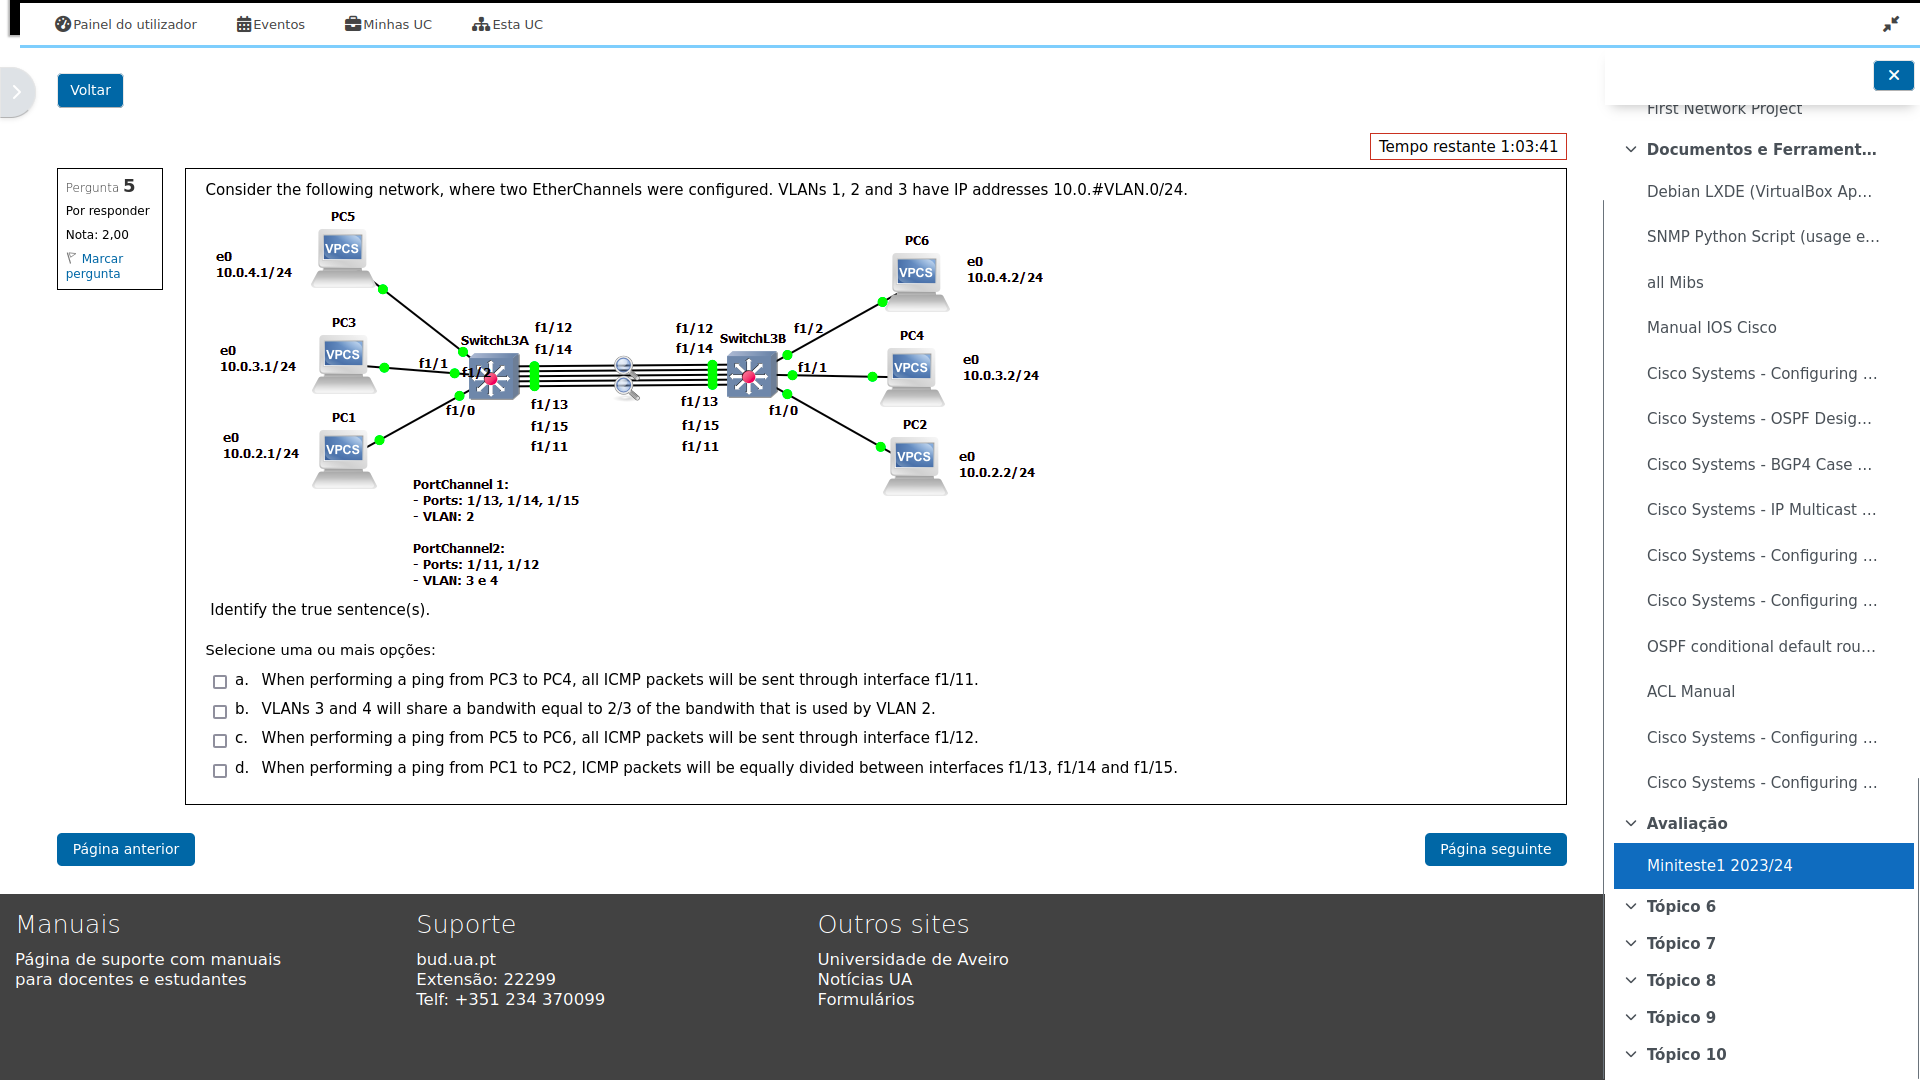 Painel do utilizador
Eventos
Minhas UC
Esta UC
Voltar
Tempo restante 1:03:41
Pergunta 5
Por responder
Nota: 2,00
Marcar
pergunta
Consider the following network, where two EtherChannels were configured. VLANs 1, 2 and 3 have IP addresses 10.0.#VLAN.0/24.
PC5
VPCS
e0
10.0.4.1/24
PC6
VPCS
e0
10.0.4.2/24
PC3
VPCS
e0
10.0.3.1/24
f1/12
f1/14
SwitchL3A
f1/1
f1/2
f1/0
f1/12
f1/14
SwitchL3B
f1/2
f1/1
f1/0
PC4
VPCS
e0
10.0.3.2/24
PC1
VPCS
e0
10.0.2.1/24
f1/13
f1/15
f1/11
f1/13
f1/15
f1/11
PC2
VPCS
e0
10.0.2.2/24
PortChannel 1:
- Ports: 1/13, 1/14, 1/15
- VLAN: 2
PortChannel2:
- Ports: 1/11, 1/12
- VLAN: 3 e 4
Identify the true sentence(s).
Selecione uma ou mais opções:
a. When performing a ping from PC3 to PC4, all ICMP packets will be sent through interface f1/11.
b. VLANs 3 and 4 will share a bandwith equal to 2/3 of the bandwith that is used by VLAN 2.
c. When performing a ping from PC5 to PC6, all ICMP packets will be sent through interface f1/12.
d. When performing a ping from PC1 to PC2, ICMP packets will be equally divided between interfaces f1/13, f1/14 and f1/15.
Página anterior
Página seguinte
First Network Project
Documentos e Ferrament...
Debian LXDE (VirtualBox Ap...
SNMP Python Script (usage e...
all Mibs
Manual IOS Cisco
Cisco Systems - Configuring ...
Cisco Systems - OSPF Desig...
Cisco Systems - BGP4 Case ...
Cisco Systems - IP Multicast ...
Cisco Systems - Configuring ...
Cisco Systems - Configuring ...
OSPF conditional default rou...
ACL Manual
Cisco Systems - Configuring ...
Cisco Systems - Configuring ...
Avaliação
Miniteste1 2023/24
Tópico 6
Tópico 7
Tópico 8
Tópico 9
Tópico 10
Manuais
Página de suporte com manuais
para docentes e estudantes
Suporte
bud.ua.pt
Extensão: 22299
Telf: +351 234 370099
Outros sites
Universidade de Aveiro
Notícias UA
Formulários